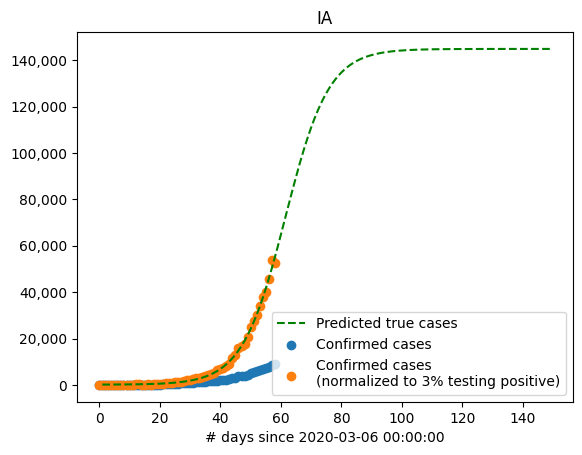 IA
140,000
120,000
100,000
80,000
60,000
40,000
20,000
0
Predicted true cases
Confirmed cases
Confirmed cases
(normalized to 3% testing positive)
0 20 40 60 80 100 120 140
# days since 2020-03-06 00:00:00